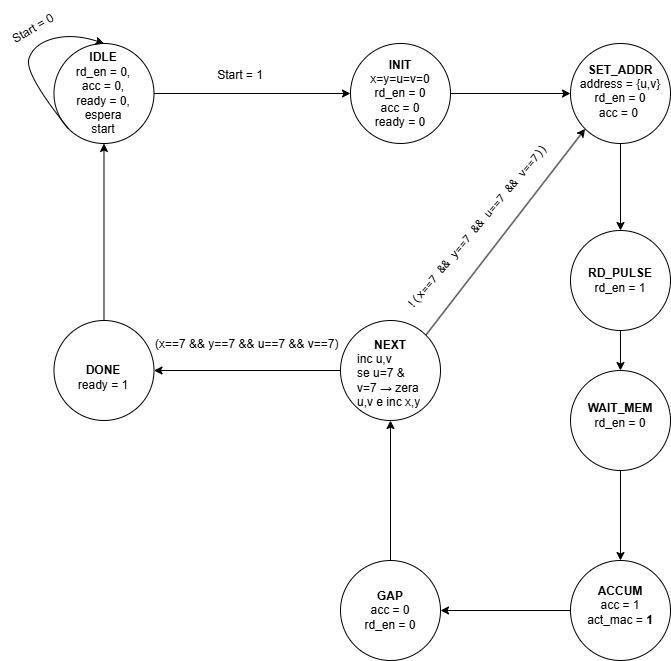 Start = 0
IDLE
rd_en = 0,
acc = 0,
ready = 0,
espera
start
Start = 1
INIT
x=y=u=v=0
rd_en = 0
acc = 0
ready = 0
SET_ADDR
address = {u,v}
rd_en = 0
acc = 0
!((x==7 && y==7 && u==7 && v==7))
RD_PULSE
rd_en = 1
(x==7 && y==7 && u==7 && v==7)
NEXT
inc u,v
se u=7 &
v=7 → zera
u,v e inc x,y
DONE
ready = 1
WAIT_MEM
rd_en = 0
GAP
acc = 0
rd_en = 0
ACCUM
acc = 1
act_mac = 1